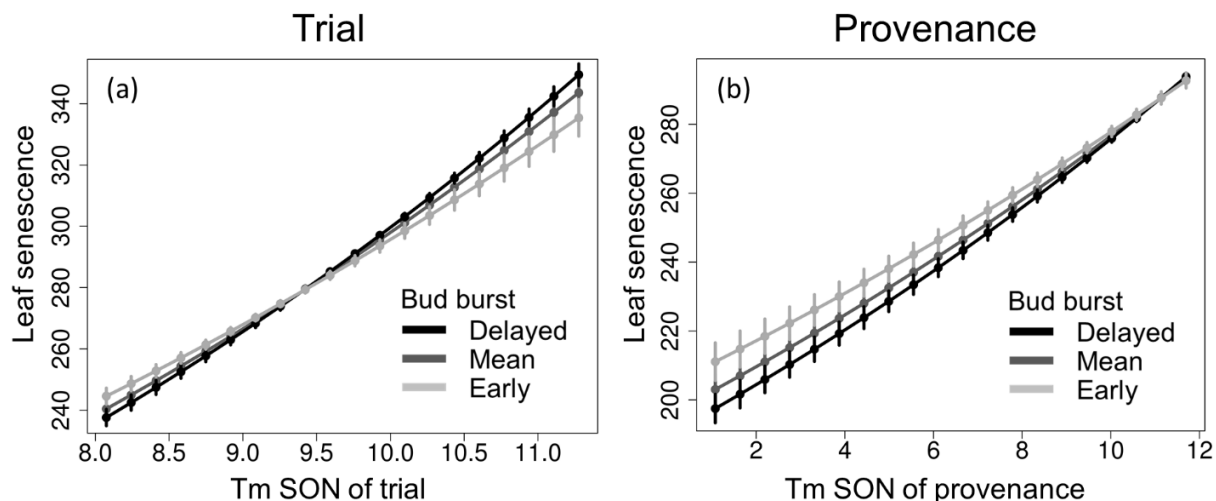 Trial
Provenance
(a)
Leaf senescence
340
320
300
280
260
240
Bud burst
Delayed
Mean
Early
8.0 8.5 9.0 9.5 10.0 10.5 11.0
Tm SON of trial
(b)
Leaf senescence
280
260
240
220
200
Bud burst
Delayed
Mean
Early
2 4 6 8 10 12
Tm SON of provenance